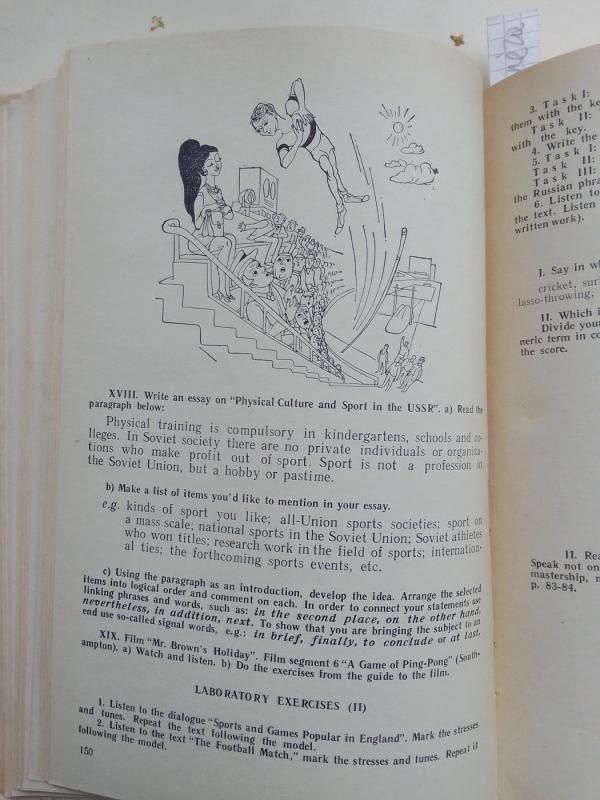 XVIII. Write an essay on "Physical Culture and Sport in the USSR". a) Read the
paragraph below:
Physical training is compulsory in kindergartens, schools and co-
lleges. In Soviet society there are no private individuals or organiza-
tions who make profit out of sport. Sport is not a profession in
the Soviet Union, but a hobby or pastime.
b) Make a list of items you'd like to mention in your essay.
e.g. kinds of sport you like; all-Union sports societies; sport on
a mass scale; national sports in the Soviet Union; Soviet athletes
who won titles; research work in the field of sports; internation-
al ties; the forthcoming sports events, etc.
c) Using the paragraph as an introduction, develop the idea. Arrange the selected
items into logical order and comment on each. In order to connect your statements use
linking phrases and words, such as: in the second place, on the other hand,
nevertheless, in addition, next. To show that you are bringing the subject to an
end use so-called signal words, e.g.: in brief, finally, to conclude or at last.
XIX. Film "Mr. Brown's Holiday". Film segment 6 "A Game of Ping-Pong" (South-
ampton). a) Watch and listen. b) Do the exercises from the guide to the film.
LABORATORY EXERCISES (II)
1. Listen to the dialogue "Sports and Games Popular in England". Mark the stresses
and tunes. Repeat the text following the model.
2. Listen to the text "The Football Match," mark the stresses and tunes. Repeat it
following the model.
150
3. Task I:
them with the ke
Task II:
with the key.
4. Write the
5. Task I:
Task II:
Task III:
the Russian phra
6. Listen to
the text. Listen
written work).
I. Say in wh
cricket, surf
lasso-throwing,
II. Which i
Divide your
neric term in co
the score.
II. Rea
Speak not on
mastership, m
p. 83-84.